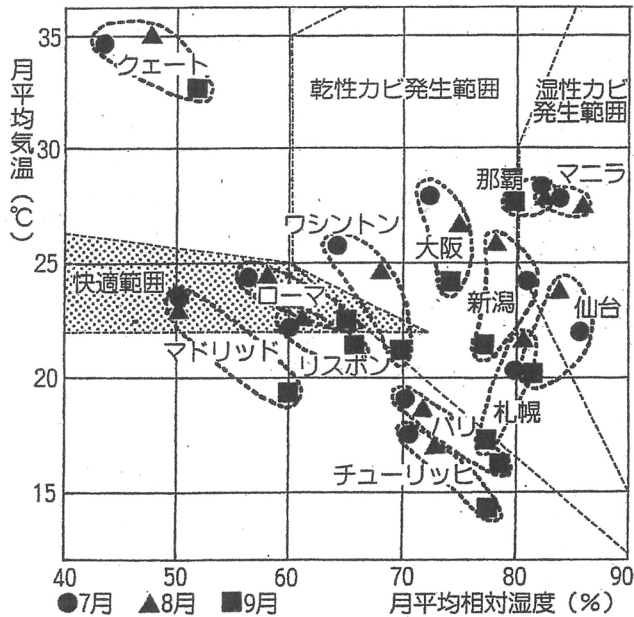 月平均気温（℃）
35
30
25
20
15
クェート
乾性カビ発生範囲
湿性カビ
発生範囲
那覇
マニラ
ワシントン
大阪
快適範囲
ローマ
新潟
仙台
マドリッド
リスボン
札幌
パリ
チューリッヒ
40
50
60
70
80
90
●7月 ▲8月 ■9月
月平均相対湿度（%）